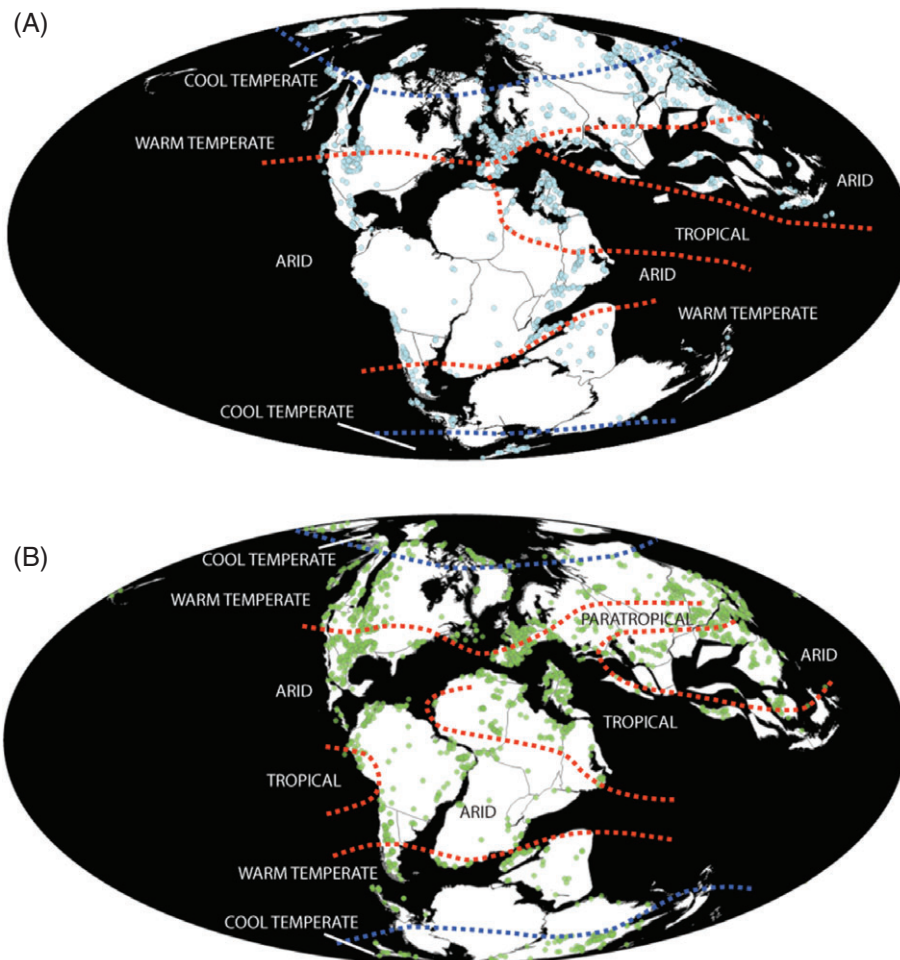 (A)
COOL TEMPERATE
WARM TEMPERATE
ARID
TROPICAL
ARID
ARID
WARM TEMPERATE
COOL TEMPERATE
(B)
COOL TEMPERATE
WARM TEMPERATE
PARATROPICAL
ARID
ARID
TROPICAL
TROPICAL
ARID
WARM TEMPERATE
COOL TEMPERATE